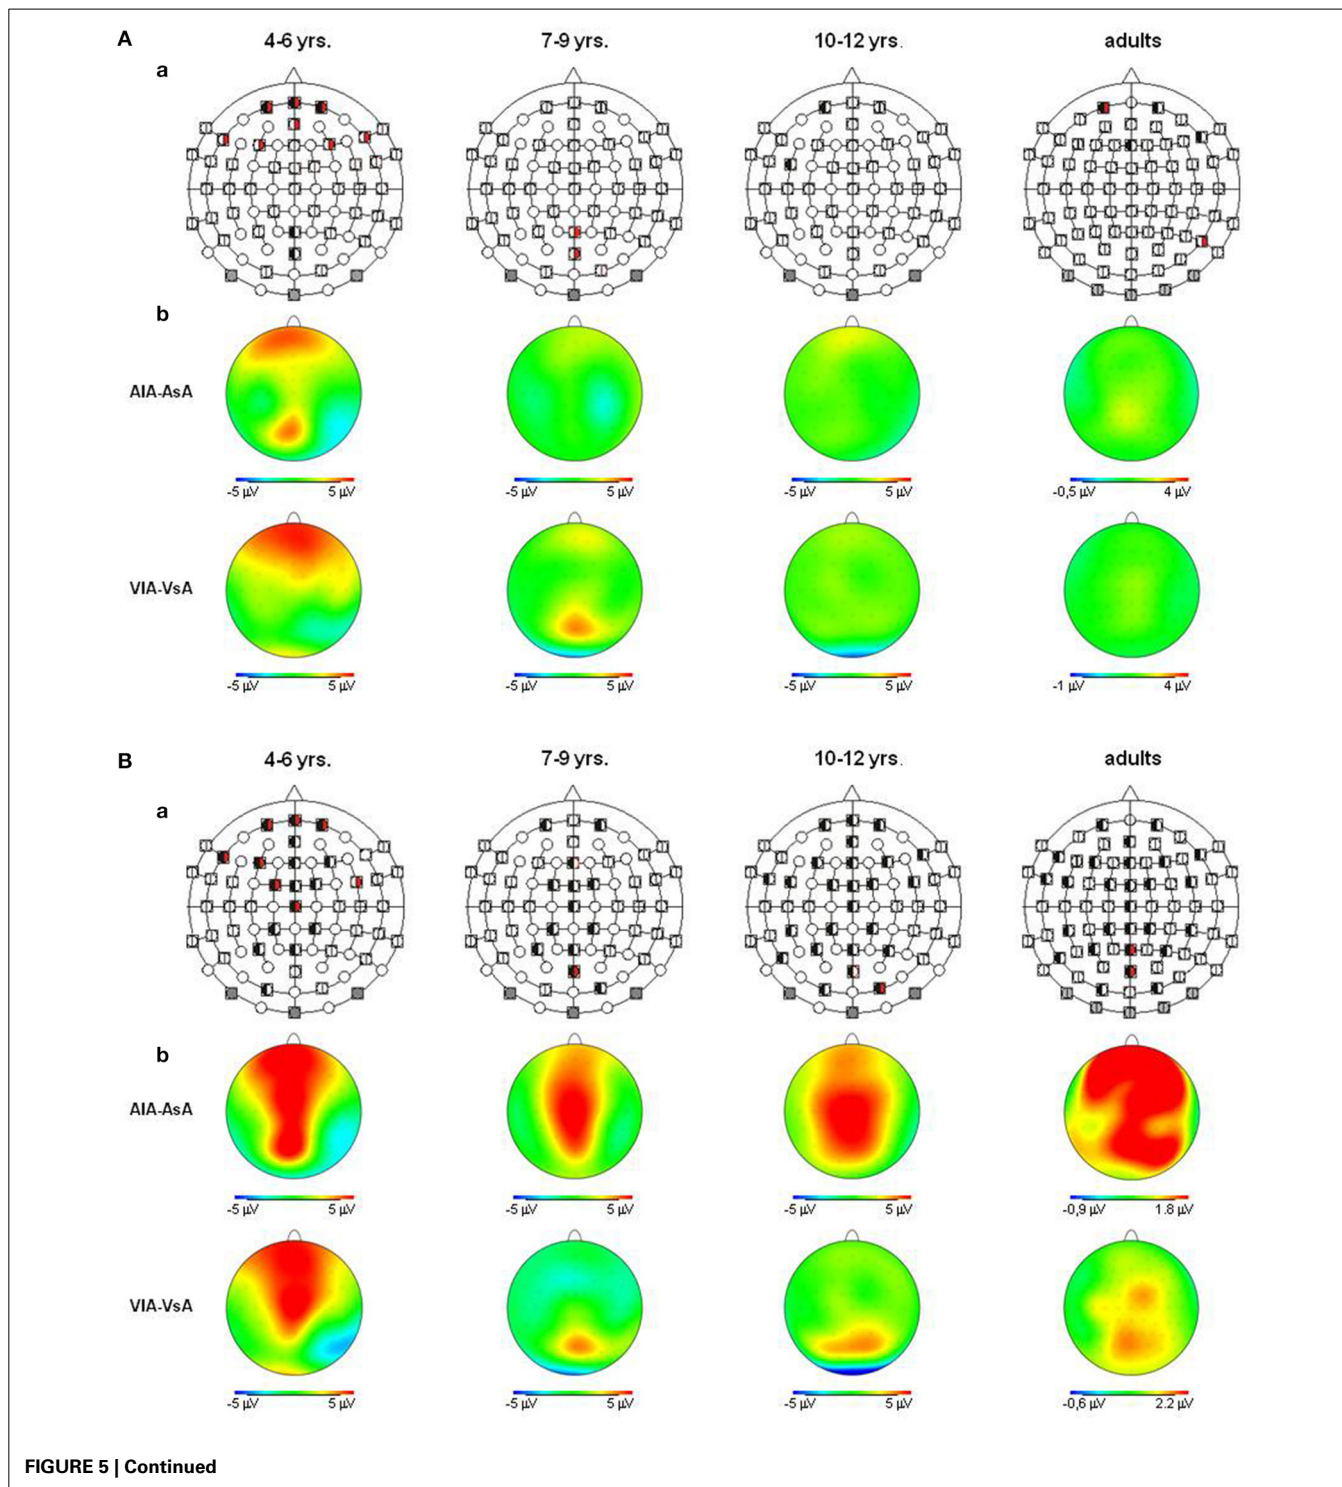 A
4-6 yrs. 7-9 yrs. 10-12 yrs. adults
a
b
AIA-AsA
-5 µV 5 µV -5 µV 5 µV -5 µV 5 µV -0,5 µV 4 µV
VIA-VsA
-5 µV 5 µV -5 µV 5 µV -5 µV 5 µV -1 µV 4 µV
B
4-6 yrs. 7-9 yrs. 10-12 yrs. adults
a
b
AIA-AsA
-5 µV 5 µV -5 µV 5 µV -5 µV 5 µV -0,9 µV 1.8 µV
VIA-VsA
-5 µV 5 µV -5 µV 5 µV -5 µV 5 µV -0,6 µV 2.2 µV
FIGURE 5 | Continued